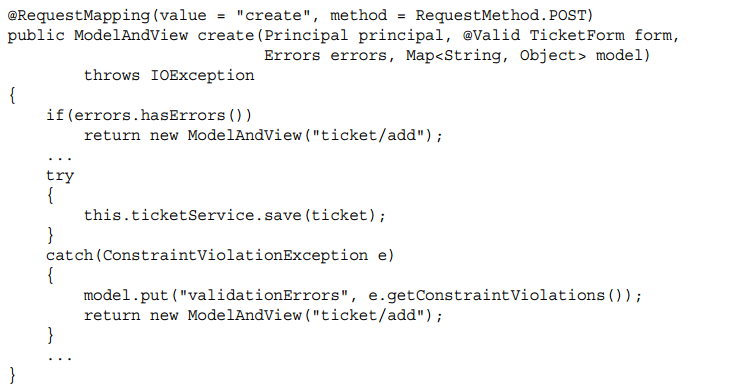 @RequestMapping(value = "create", method = RequestMethod.POST)
public ModelAndView create(Principal principal, @Valid TicketForm form,
                           Errors errors, Map<String, Object> model)
        throws IOException
{
    if(errors.hasErrors())
        return new ModelAndView("ticket/add");
    ...
    try
    {
        this.ticketService.save(ticket);
    }
    catch(ConstraintViolationException e)
    {
        model.put("validationErrors", e.getConstraintViolations());
        return new ModelAndView("ticket/add");
    }
    ...
}